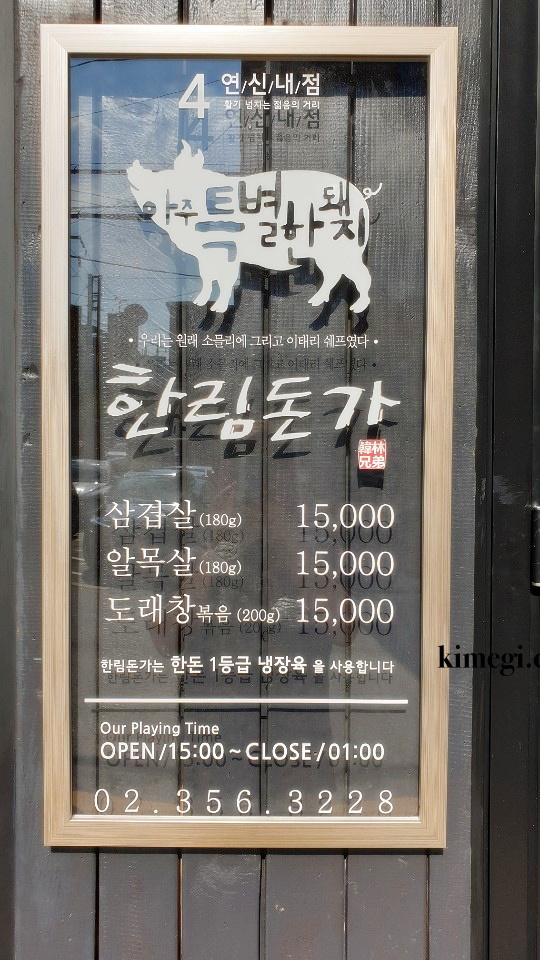 4 연/신/내/점
활기 넘치는 젊음의 거리
아주 특별한 돼지
• 우리는 원래 소믈리에 그리고 이태리 쉐프였다 •
한림돈가
韓林
兄弟
삼겹살 (180g) 15,000
알목살 (180g) 15,000
도래창볶음 (200g) 15,000
한림돈가는 한돈 1등급 냉장육 을 사용합니다
Our Playing Time
OPEN/15:00~CLOSE/01:00
02.356.3228
kimegi.c